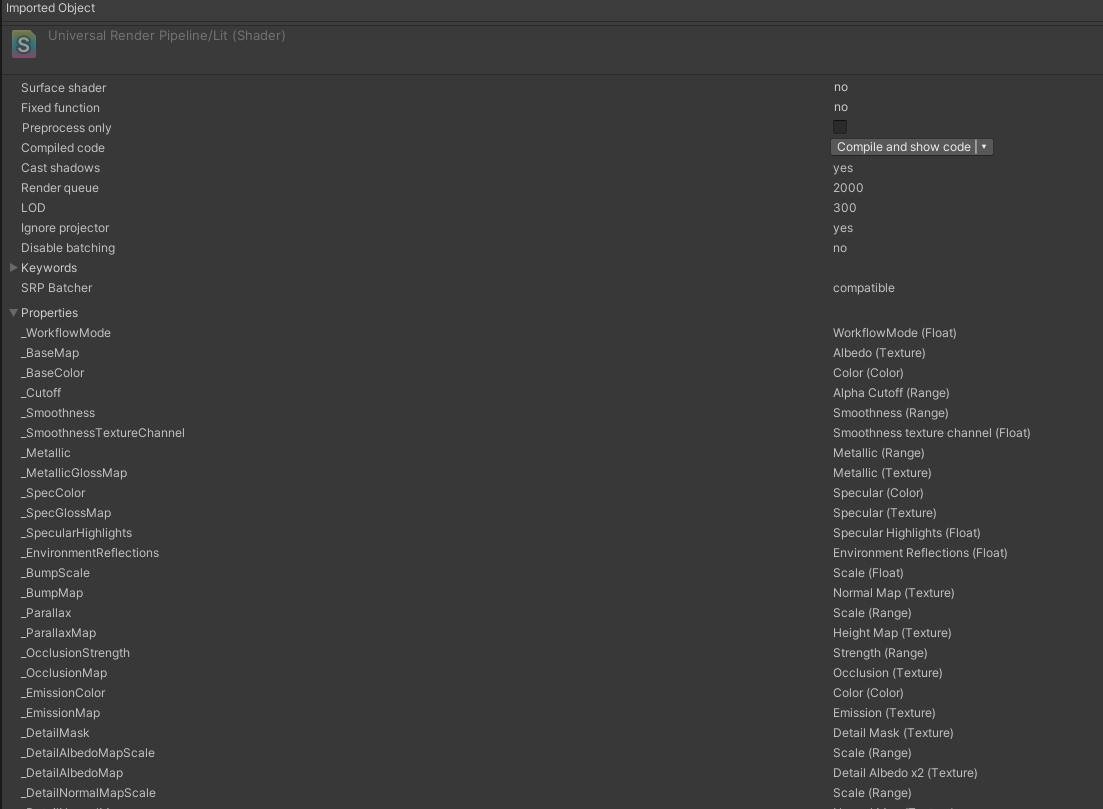 Imported Object
Universal Render Pipeline/Lit (Shader)
Surface shader no
Fixed function no
Preprocess only
Compiled code Compile and show code
Cast shadows yes
Render queue 2000
LOD 300
Ignore projector yes
Disable batching no
Keywords
SRP Batcher compatible
Properties
_WorkflowMode WorkflowMode (Float)
_BaseMap Albedo (Texture)
_BaseColor Color (Color)
_Cutoff Alpha Cutoff (Range)
_Smoothness Smoothness (Range)
_SmoothnessTextureChannel Smoothness texture channel (Float)
_Metallic Metallic (Range)
_MetallicGlossMap Metallic (Texture)
_SpecColor Specular (Color)
_SpecGlossMap Specular (Texture)
_SpecularHighlights Specular Highlights (Float)
_EnvironmentReflections Environment Reflections (Float)
_BumpScale Scale (Float)
_BumpMap Normal Map (Texture)
_Parallax Scale (Range)
_ParallaxMap Height Map (Texture)
_OcclusionStrength Strength (Range)
_OcclusionMap Occlusion (Texture)
_EmissionColor Color (Color)
_EmissionMap Emission (Texture)
_DetailMask Detail Mask (Texture)
_DetailAlbedoMapScale Scale (Range)
_DetailAlbedoMap Detail Albedo x2 (Texture)
_DetailNormalMapScale Scale (Range)